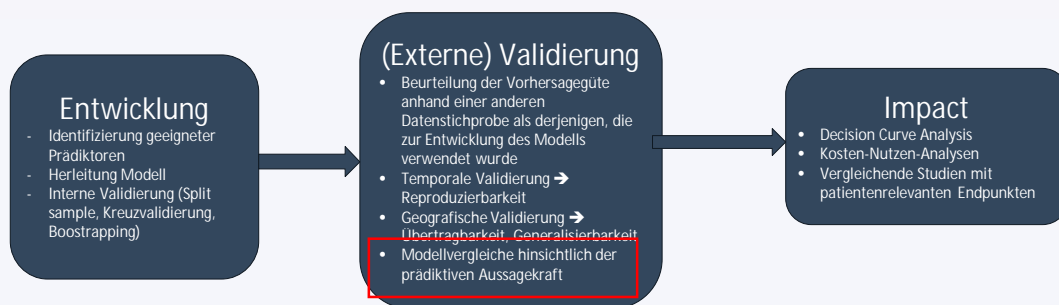 Entwicklung
- Identifizierung geeigneter
Prädiktoren
- Herleitung Modell
- Interne Validierung (Split
sample, Kreuzvalidierung,
Boostrapping)
(Externe) Validierung
• Beurteilung der Vorhersagegüte
anhand einer anderen
Datenstichprobe als derjenigen, die
zur Entwicklung des Modells
verwendet wurde
• Temporale Validierung ➔
Reproduzierbarkeit
• Geografische Validierung ➔
Übertragbarkeit, Generalisierbarkeit
• Modellvergleiche hinsichtlich der
prädiktiven Aussagekraft
Impact
• Decision Curve Analysis
• Kosten-Nutzen-Analysen
• Vergleichende Studien mit
patientenrelevanten Endpunkten